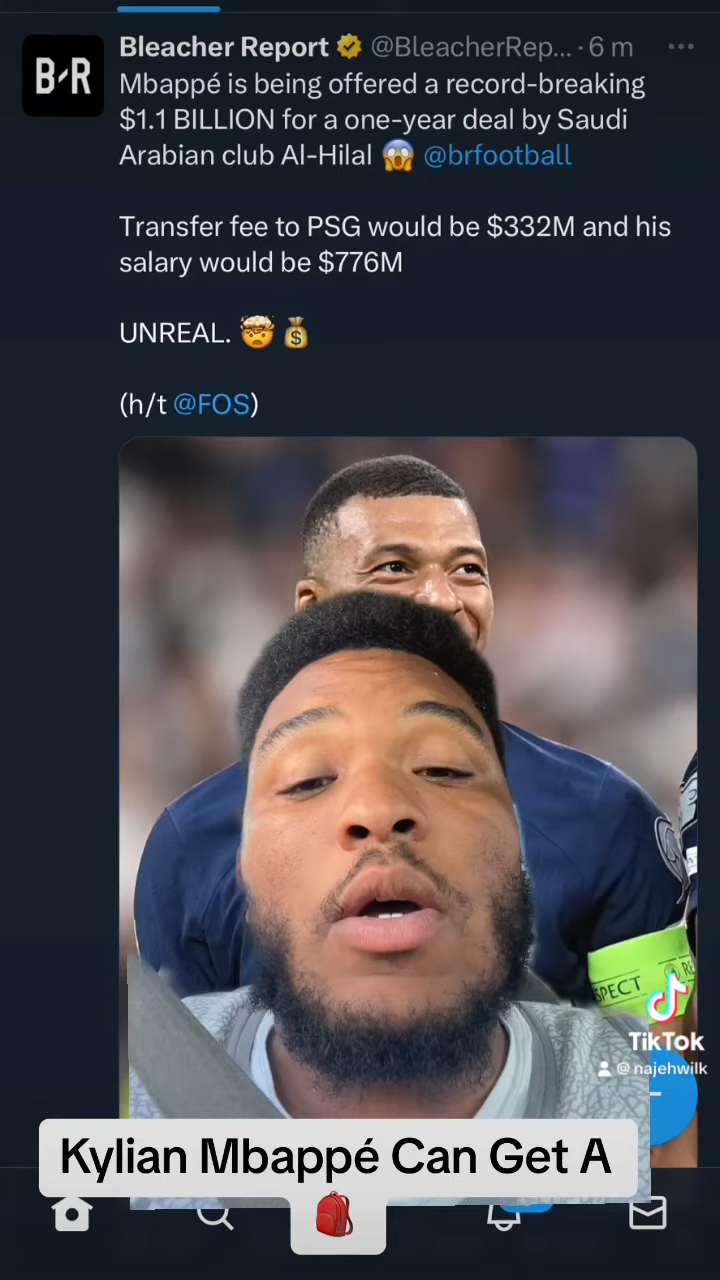 B/R
Bleacher Report @BleacherRep... · 6 m
Mbappé is being offered a record-breaking
$1.1 BILLION for a one-year deal by Saudi
Arabian club Al-Hilal 😱 @brfootball
Transfer fee to PSG would be $332M and his
salary would be $776M
UNREAL. 🤯💰
(h/t @FOS)
SPECT
RE
TikTok
@najehwilk
Kylian Mbappé Can Get A
🎒